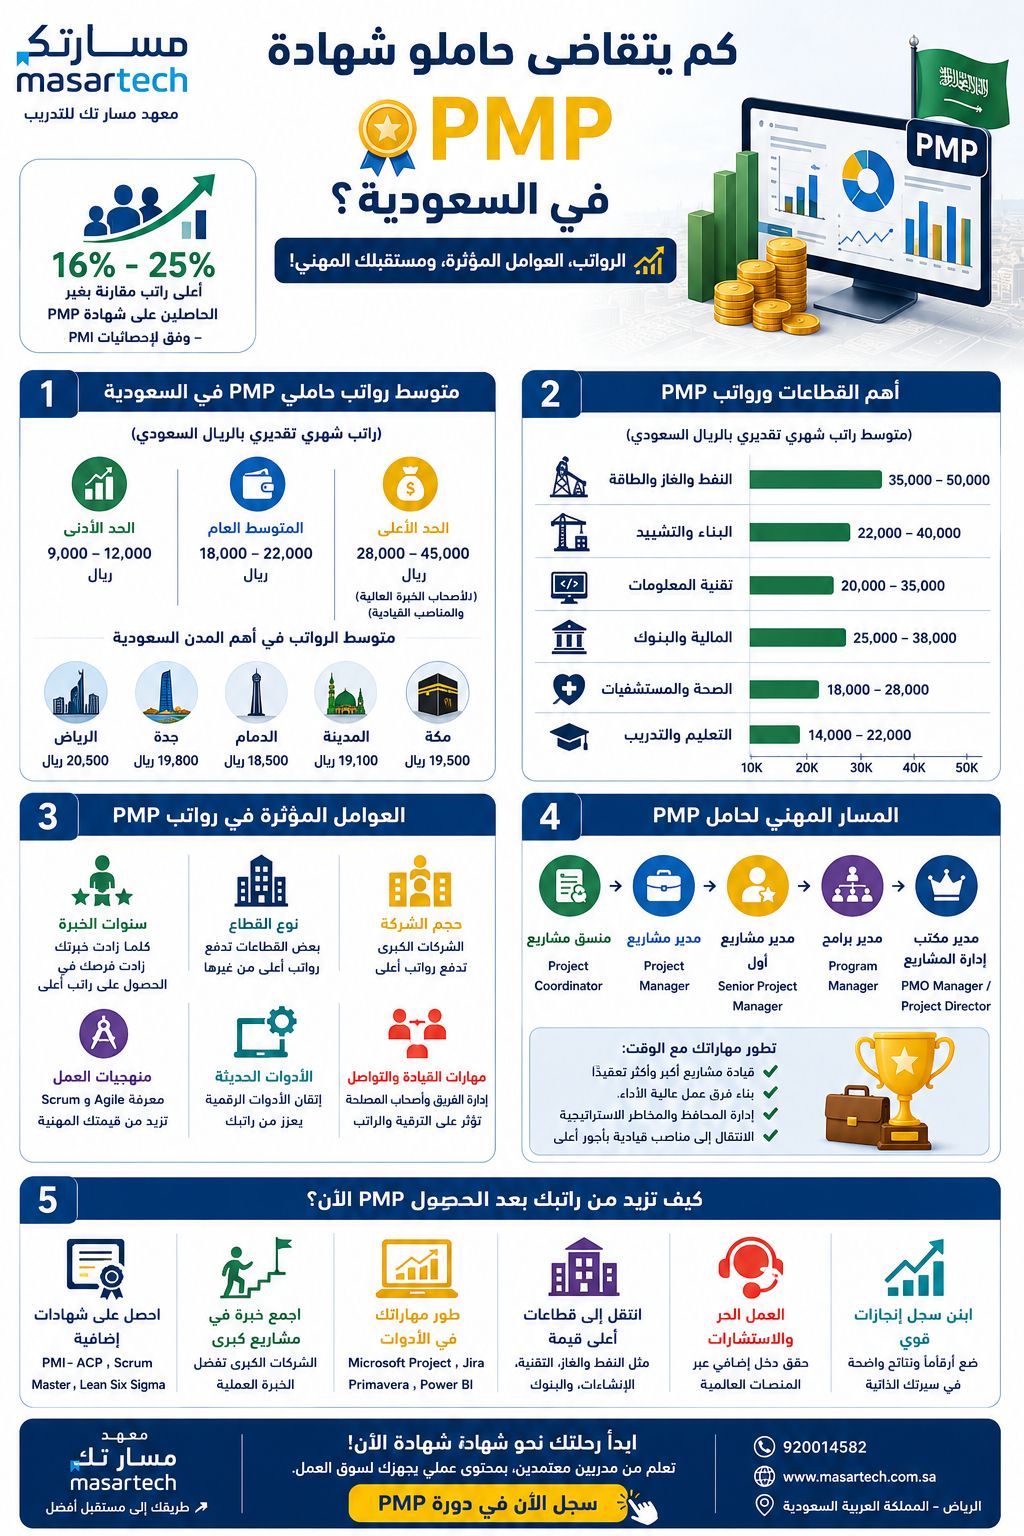 مسارتك
masartech
معهد مسار تك للتدريب
كم يتقاضى حاملو شهادة
PMP
في السعودية؟
الرواتب، العوامل المؤثرة، ومستقبلك المهني!
PMP
16% - 25%
أعلى راتب مقارنة بغير
الحاصلين على شهادة PMP
– وفق لإحصائيات PMI
1
متوسط رواتب حاملي PMP في السعودية
(راتب شهري تقديري بالريال السعودي)
الحد الأدنى
9,000 – 12,000
ريال
المتوسط العام
18,000 – 22,000
ريال
الحد الأعلى
28,000 – 45,000
ريال
(للأصحاب الخبرة العالية)
والمناصب القيادية)
متوسط الرواتب في أهم المدن السعودية
الرياض
20,500 ريال
جدة
19,800 ريال
الدمام
18,500 ريال
المدينة
19,100 ريال
مكة
19,500 ريال
2
أهم القطاعات ورواتب PMP
(متوسط راتب شهري تقديري بالريال السعودي)
النفط والغاز والطاقة
35,000 – 50,000
البناء والتشييد
22,000 – 40,000
تقنية المعلومات
20,000 – 35,000
المالية والبنوك
25,000 – 38,000
الصحة والمستشفيات
18,000 – 28,000
التعليم والتدريب
14,000 – 22,000
10K 20K 30K 40K 50K
3
العوامل المؤثرة في رواتب PMP
سنوات الخبرة
كلما زادت خبرتك
زادت فرصك في
الحصول على راتب أعلى
نوع القطاع
بعض القطاعات تدفع
رواتب أعلى من غيرها
حجم الشركة
الشركات الكبرى
تدفع رواتب أعلى
منهجيات العمل
معرفة Agile و Scrum
تزيد من قيمتك المهنية
الأدوات الحديثة
إتقان الأدوات الرقمية
يعزز من راتبك
مهارات القيادة والتواصل
إدارة الفريق وأصحاب المصلحة
تؤثر على الترقية والراتب
4
المسار المهني لحامل PMP
منسق مشاريع
Project
Coordinator
مدير مشاريع
Project
Manager
مدير مشاريع
أول
Senior Project
Manager
مدير برامج
Program
Manager
مدير مكتب
إدارة المشاريع
PMO Manager /
Project Director
تطور مهاراتك مع الوقت:
قيادة مشاريع أكبر وأكثر تعقيدًا
بناء فرق عمل عالية الأداء.
إدارة المحافظ والمخاطر الاستراتيجية
الانتقال إلى مناصب قيادية بأجور أعلى
5
كيف تزيد من راتبك بعد الحصول PMP الأن؟
احصل على شهادات
إضافية
PMI- ACP , Scrum
Master , Lean Six Sigma
اجمع خبرة في
مشاريع كبرى
الشركات الكبرى تفضل
الخبرة العملية
طور مهاراتك
في الأدوات
Microsoft Project , Jira
Primavera , Power BI
انتقل إلى قطاعات
أعلى قيمة
مثل النفط والغاز، التقنية،
الإنشاءات، والبنوك
العمل الحر
والاستشارات
حقق دخل إضافي عبر
المنصات العالمية
ابنن سجل إنجازات
قوي
ضع أرقاماً ونتائج واضحة
في سيرتك الذاتية
معهد
مسار تك
masartech
طريقك إلى مستقبل أفضل
ابدأ رحلتك نحو شهادة شهادة الأن!
تعلم من مدربين معتمدين، بمحتوى عملي يجهزك لسوق العمل.
سجل الأن في دورة PMP
920014582
www.masartech.com.sa
الرياض – المملكة العربية السعودية